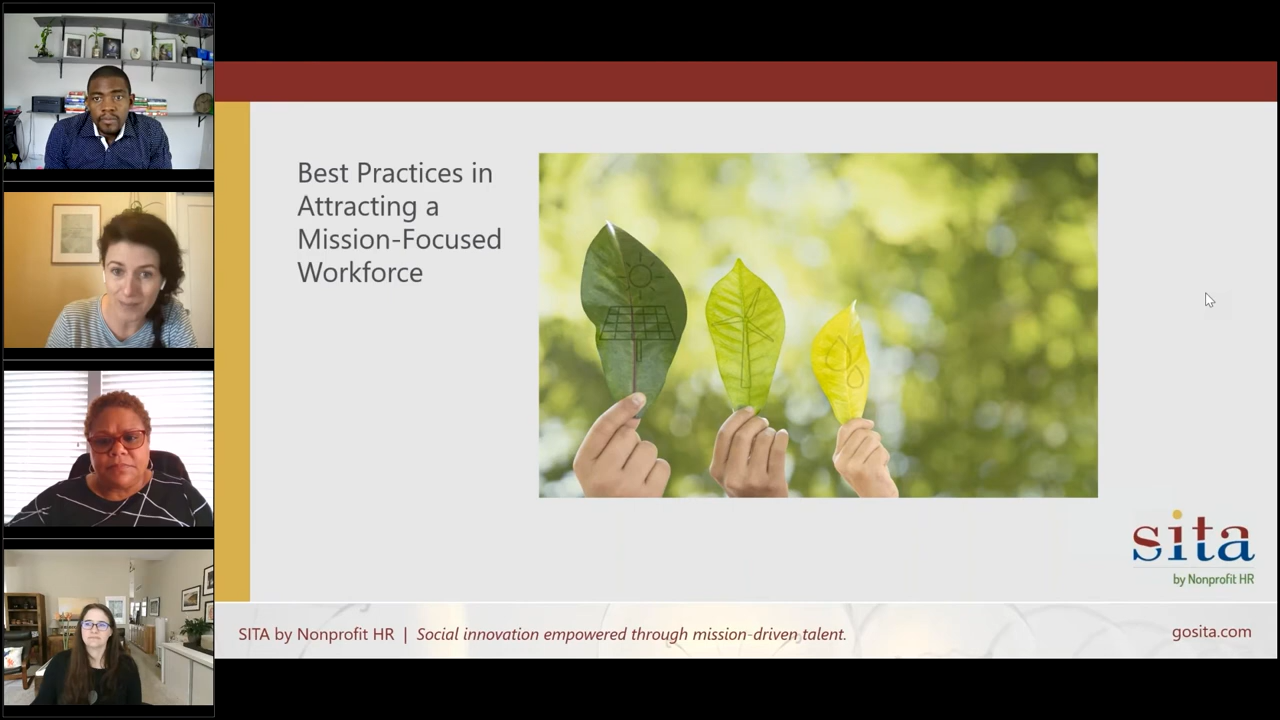 Best Practices in
Attracting a
Mission-Focused
Workforce
sita
by Nonprofit HR
SITA by Nonprofit HR | Social innovation empowered through mission-driven talent.
gosita.com